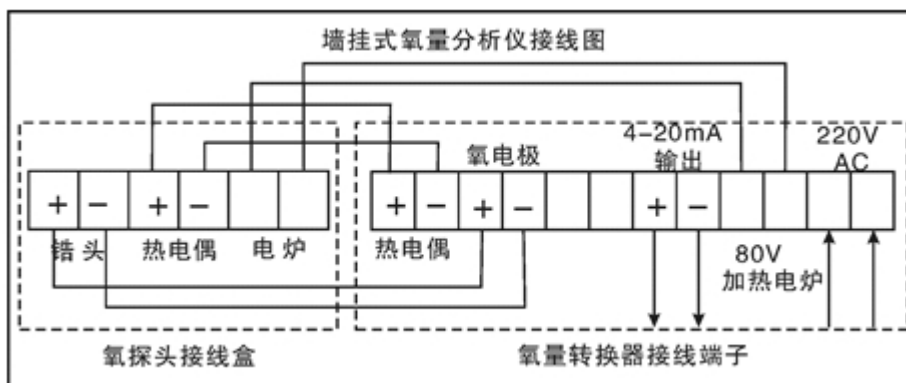 墙挂式氧量分析仪接线图
4-20mA
输出
220V
AC
氧电极
+ - + - + - + - + -
锆头 热电偶 电炉
热电偶
80V
加热电炉
氧探头接线盒
氧量转换器接线端子